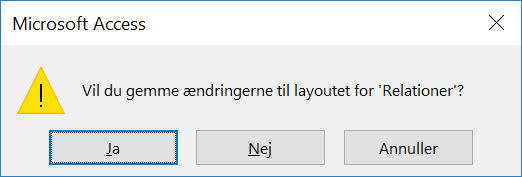 Microsoft Access
Vil du gemme ændringerne til layoutet for 'Relationer'?
Ja
Nej
Annuller